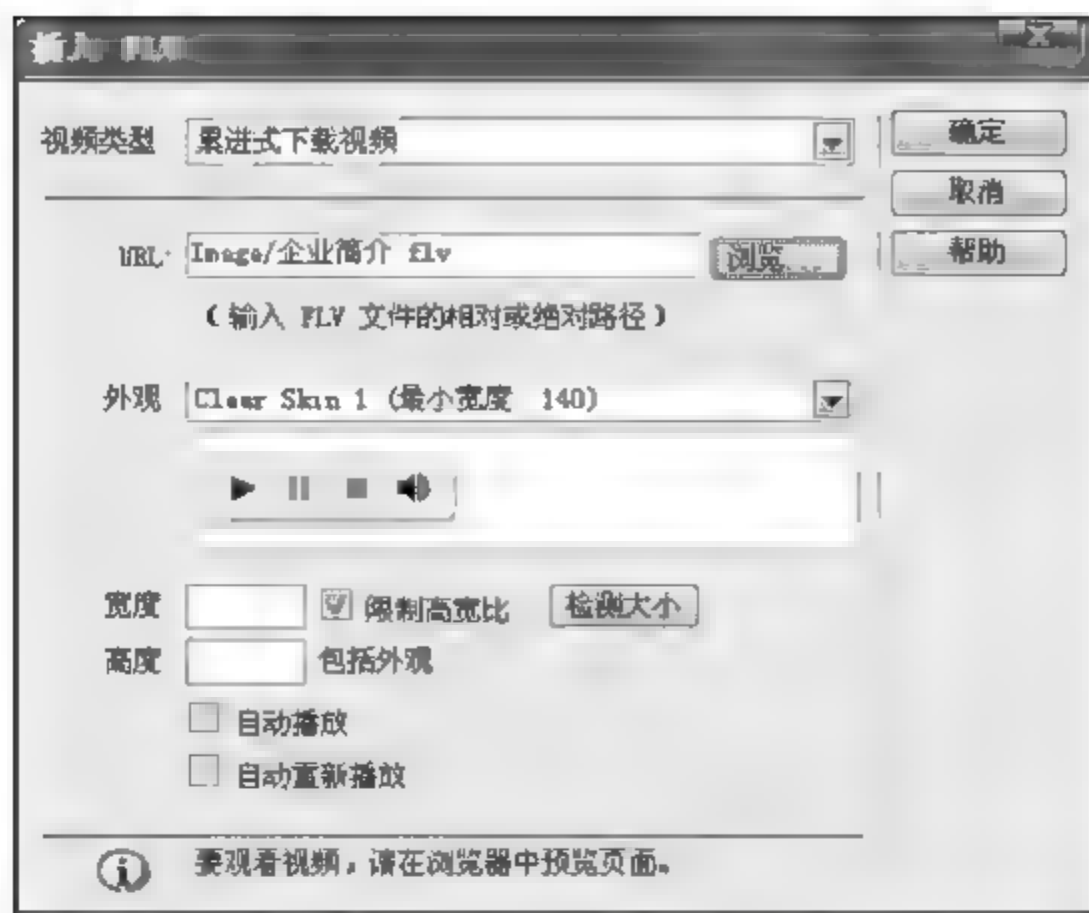 插入 FLV
视频类型 累进式下载视频 确定
取消
URL: Image/企业简介 flv 浏览... 帮助
(输入 FLV 文件的相对或绝对路径)
外观 Clear Skin 1 (最小宽度 140)
宽度 限制高宽比 检测大小
高度 包括外观
自动播放
自动重新播放
要观看视频，请在浏览器中预览页面。